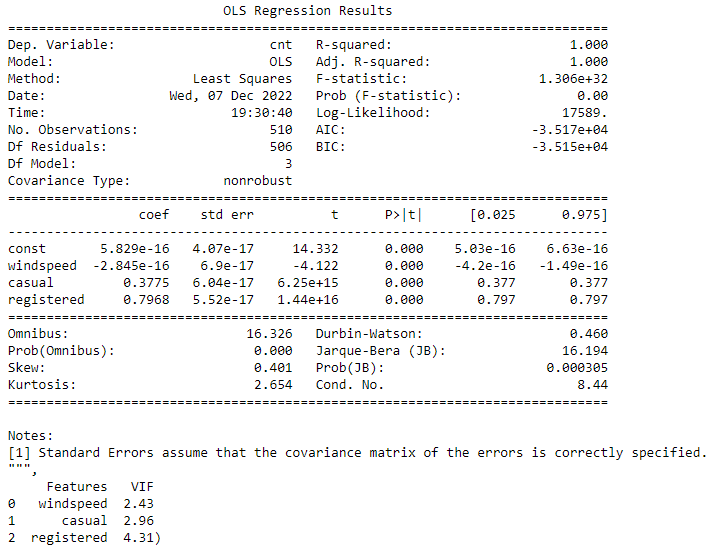 OLS Regression Results
==============================================================================
Dep. Variable:                    cnt   R-squared:                       1.000
Model:                            OLS   Adj. R-squared:                  1.000
Method:                 Least Squares   F-statistic:                 1.306e+32
Date:                Wed, 07 Dec 2022   Prob (F-statistic):               0.00
Time:                        19:30:40   Log-Likelihood:                 17589.
No. Observations:                 510   AIC:                        -3.517e+04
Df Residuals:                     506   BIC:                        -3.515e+04
Df Model:                           3
Covariance Type:            nonrobust
==============================================================================
                 coef    std err          t      P>|t|      [0.025      0.975]
------------------------------------------------------------------------------
const       5.829e-16   4.07e-17     14.332      0.000    5.03e-16    6.63e-16
windspeed  -2.845e-16    6.9e-17     -4.122      0.000    -4.2e-16   -1.49e-16
casual         0.3775   6.04e-17   6.25e+15      0.000       0.377       0.377
registered     0.7968   5.52e-17   1.44e+16      0.000       0.797       0.797
==============================================================================
Omnibus:                       16.326   Durbin-Watson:                   0.460
Prob(Omnibus):                  0.000   Jarque-Bera (JB):               16.194
Skew:                           0.401   Prob(JB):                     0.000305
Kurtosis:                       2.654   Cond. No.                         8.44
==============================================================================
Notes:
[1] Standard Errors assume that the covariance matrix of the errors is correctly specified.
""",
     Features   VIF
0   windspeed  2.43
1      casual  2.96
2  registered  4.31)